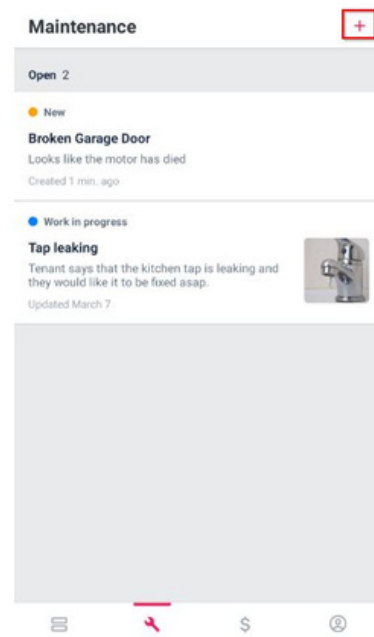 Maintenance
+
Open 2
New
Broken Garage Door
Looks like the motor has died
Created 1 min. ago
Work in progress
Tap leaking
Tenant says that the kitchen tap is leaking and
they would like it to be fixed asap.
Updated March 7
$